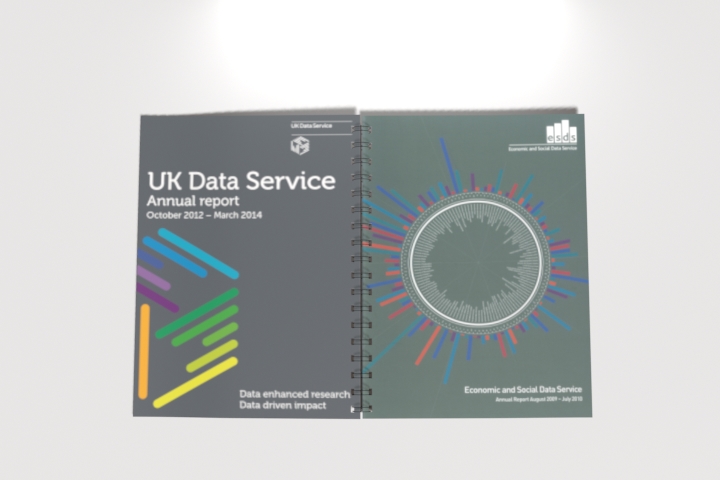 UK Data Service
UK Data Service
Annual report
October 2012 – March 2014
Data enhanced research
Data driven impact
esds
Economic and Social Data Service
Economic and Social Data Service
Annual Report August 2009 – July 2010